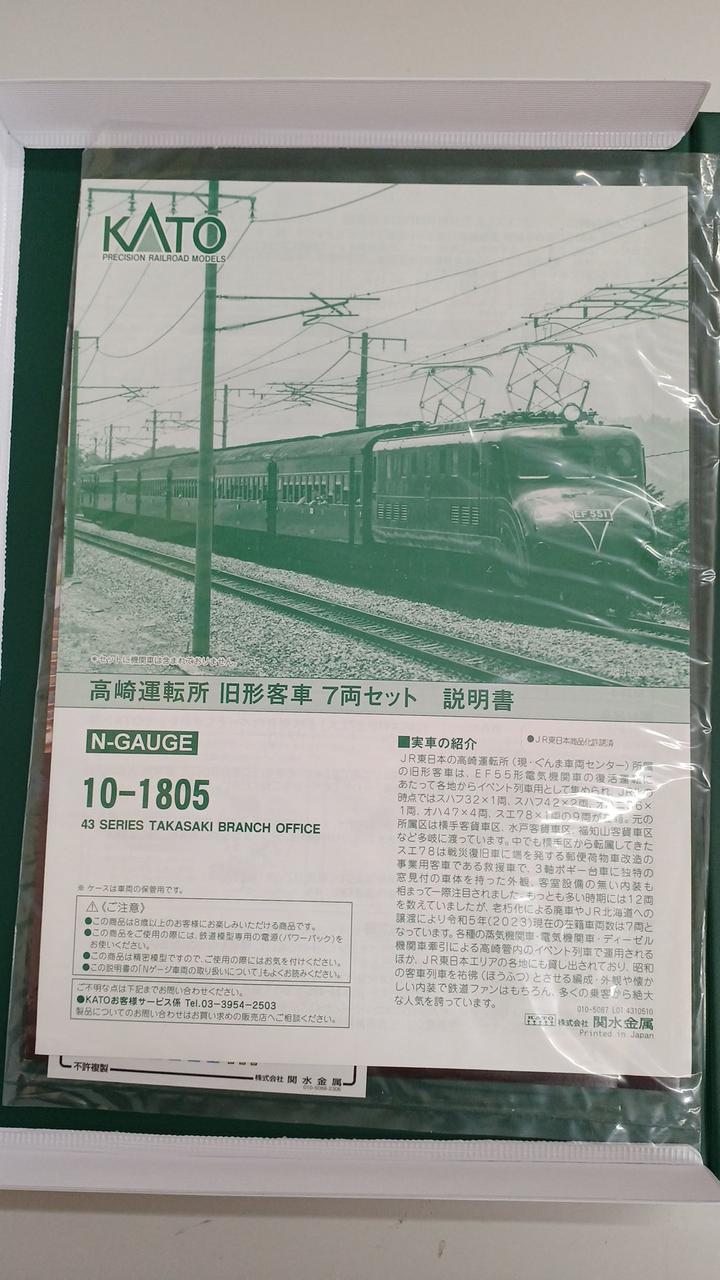 KATO
PRECISION RAILROAD MODELS
EF 551
※セットに機関車は含まれておりません。
高崎運転所 旧形客車 7両セット 説明書
N-GAUGE
10-1805
43 SERIES TAKASAKI BRANCH OFFICE
※ ケースは車両の保管用です。
⚠《ご注意》
●この商品は8歳以上のお客様にお楽しみいただける商品です。
●この商品をご使用の際には、鉄道模型専用の電源(パワーパック)を
お使いください。
●この商品は精密模型ですので、ご使用の際にはお気を付けください。
●この説明書の「Nゲージ車両の取り扱いについて」もよくお読みください。
ご不明な点は下記までお問い合わせください。
●KATOお客様サービス係 Tel.03-3954-2503
製品についてのお問い合わせはお買い求めの販売店へご相談ください。
■実車の紹介
●JR東日本商品化許諾済
JR東日本の高崎運転所(現・ぐんま車両センター)所属
の旧形客車は、EF55形電気機関車の復活運転に
あたって各地からイベント列車用として集められ、JR
時点ではスハフ32×1両、スハフ42×2両、
1両、オハ47×4両、スエ78×1両の9両が 元の
所属区は横手客貨車区、水戸客貨車区、福知山客貨車区
など多岐に渡っています。中でも横手区から転属してきた
スエ78は戦災復旧車に端を発する郵便荷物車改造の
事業用客車である救援車で、3軸ボギー台車に独特の
窓見付の車体を持った外観、客室設備の無い内装も
相まって一際注目されました。もっとも多い時期には12両
を数えていましたが、老朽化による廃車やJR北海道への
譲渡により令和5年(2023)現在の在籍車両数は7両と
なっています。各種の蒸気機関車・電気機関車・ディーゼル
機関車牽引による高崎管内のイベント列車で運用される
ほか、JR東日本エリアの各地にも貸し出されており、昭和
の客車列車を彷彿(ほうふつ)とさせる編成・外観や懐か
しい内装で鉄道ファンはもちろん、多くの乗客から絶大
な人気を誇っています。
010-5087 L01 4310510
KATO 株式会社 関水金属
Printed in Japan
不許複製
株式会社 関水金属